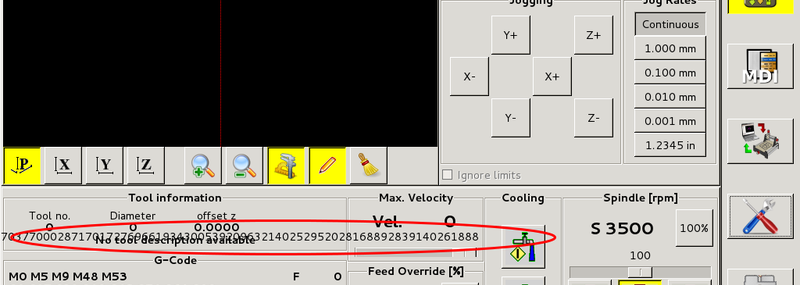 Jogging
Jog Rates
Y+
Z+
Continuous
1.000 mm
X-
X+
0.100 mm
MDI
0.010 mm
Y-
Z-
0.001 mm
1.2345 in
P
X
Y
Z
Ignore limits
Tool information
Max. Velocity
Cooling
Spindle [rpm]
Tool no.
Diameter
offset z
0
0
0.0000
Vel.
0
S 3500
100%
No tool description available
100
G-Code
Feed Override [%]
M0 M5 M9 M48 M53
F
0